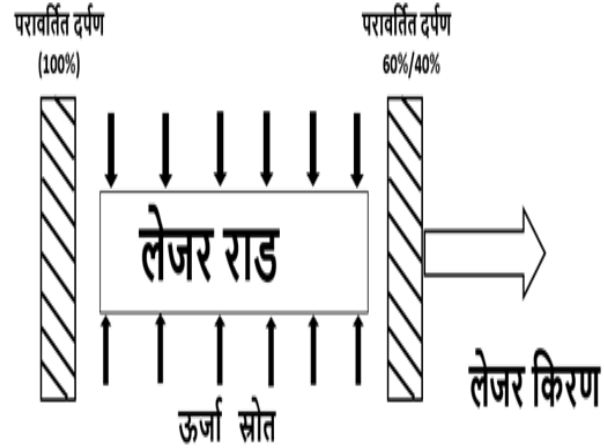 परावर्तित दर्पण
(100%)
परावर्तित दर्पण
60%/40%
लेजर राड
ऊर्जा स्रोत
लेजर किरण